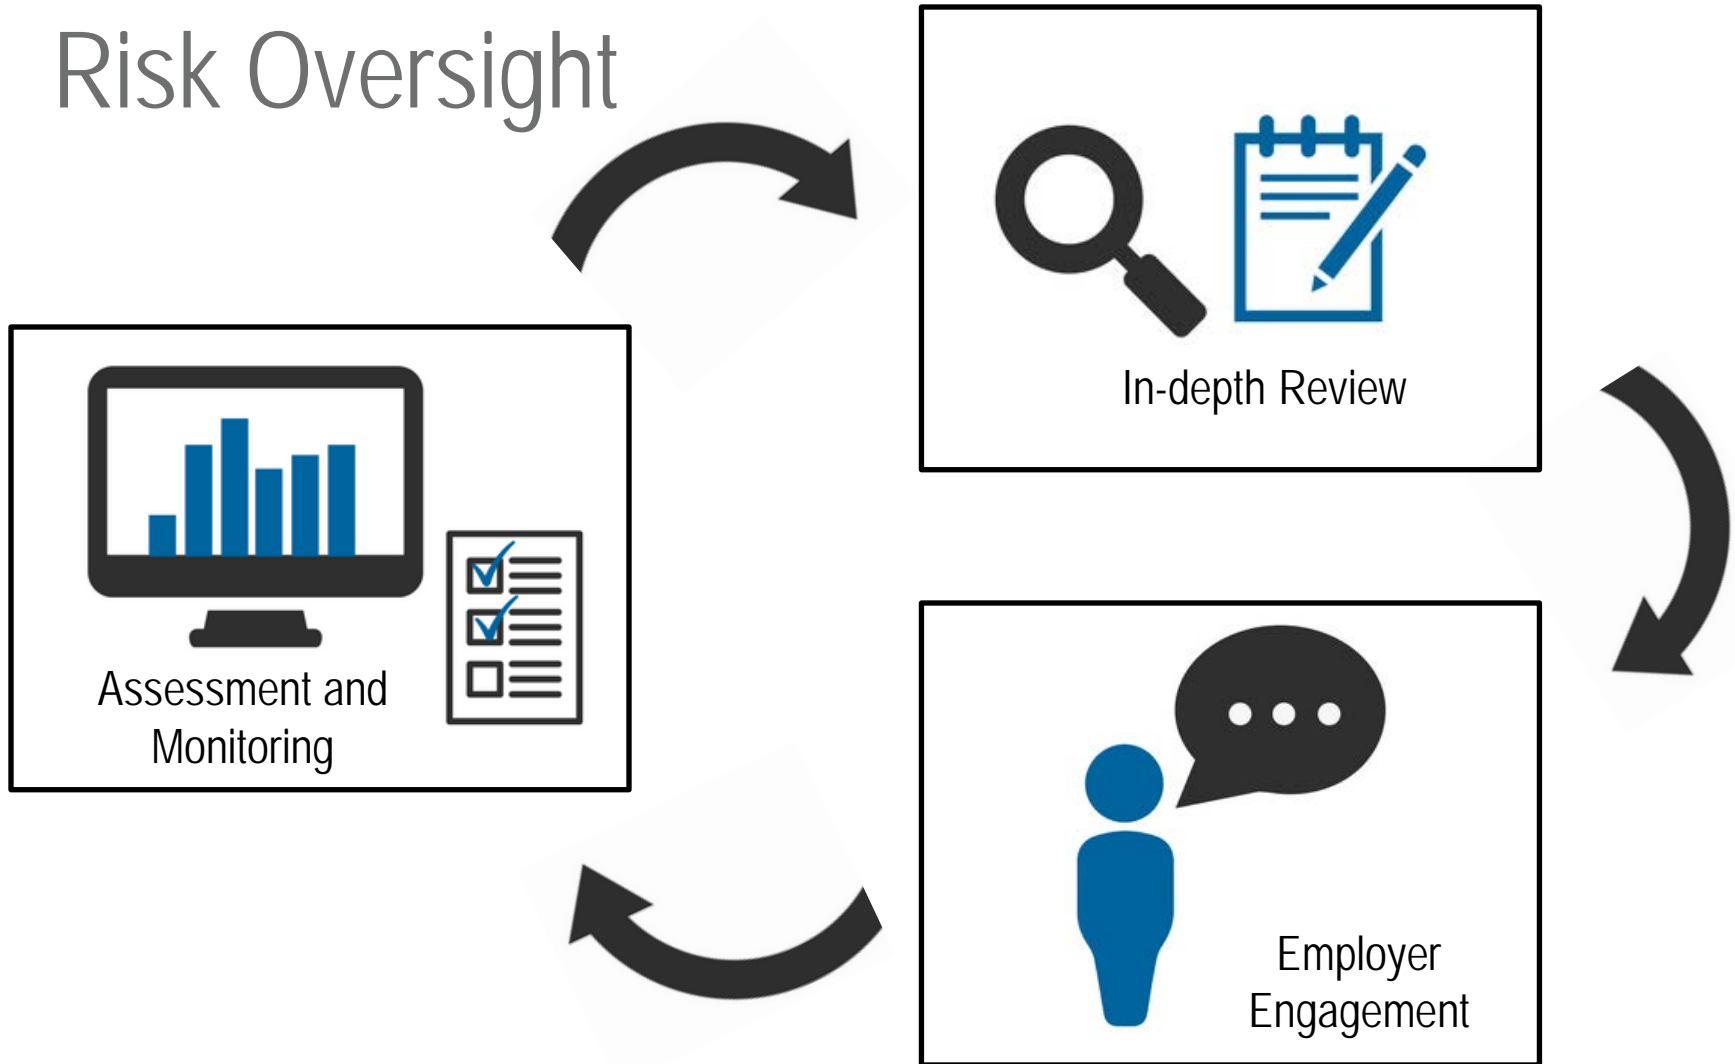 Risk Oversight
In-depth Review
Assessment and
Monitoring
Employer
Engagement